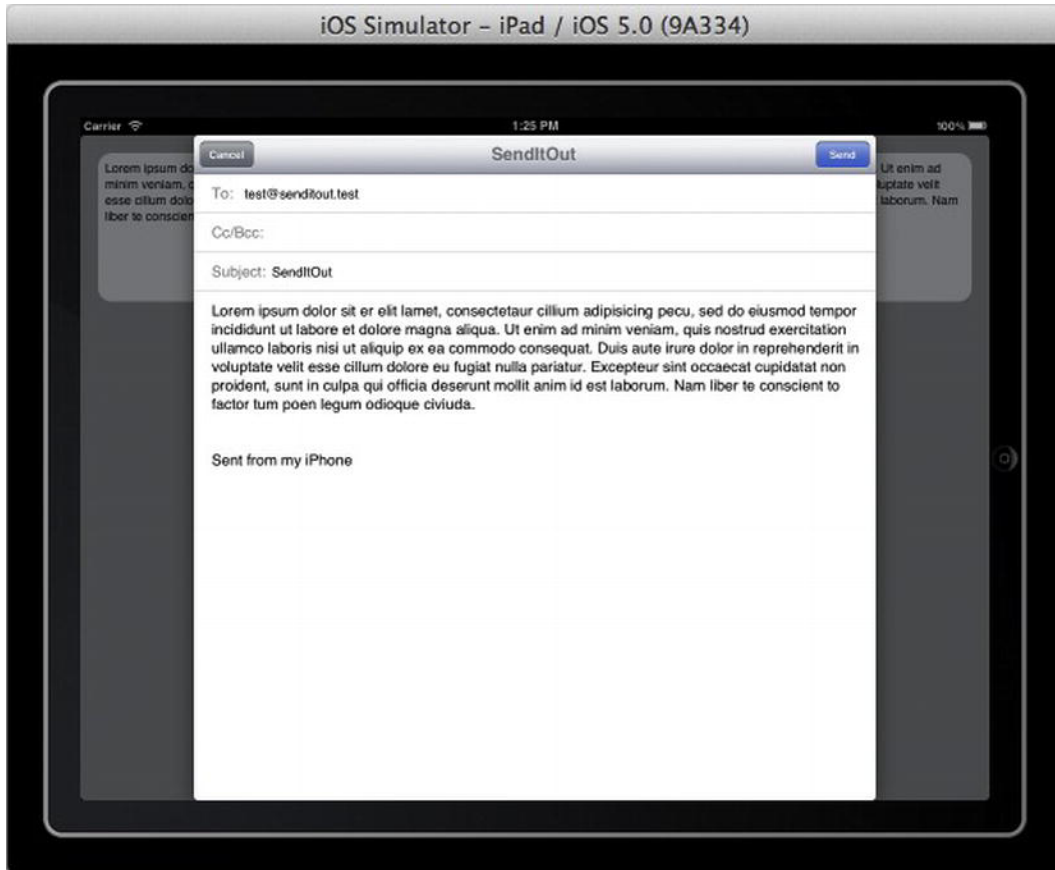 iOS Simulator – iPad / iOS 5.0 (9A334)
Carrier 1:25 PM 100%
Cancel SendItOut Send
Lorem ipsum do
minim veniam, c
esse cillum dolo
liber te conscien
Ut enim ad
luptate velit
laborum. Nam
To: test@senditout.test
Cc/Bcc:
Subject: SendItOut
Lorem ipsum dolor sit er elit lamet, consectetaur cillium adipisicing pecu, sed do eiusmod tempor
incididunt ut labore et dolore magna aliqua. Ut enim ad minim veniam, quis nostrud exercitation
ullamco laboris nisi ut aliquip ex ea commodo consequat. Duis aute irure dolor in reprehenderit in
voluptate velit esse cillum dolore eu fugiat nulla pariatur. Excepteur sint occaecat cupidatat non
proident, sunt in culpa qui officia deserunt mollit anim id est laborum. Nam liber te conscient to
factor tum poen legum odioque civiuda.
Sent from my iPhone